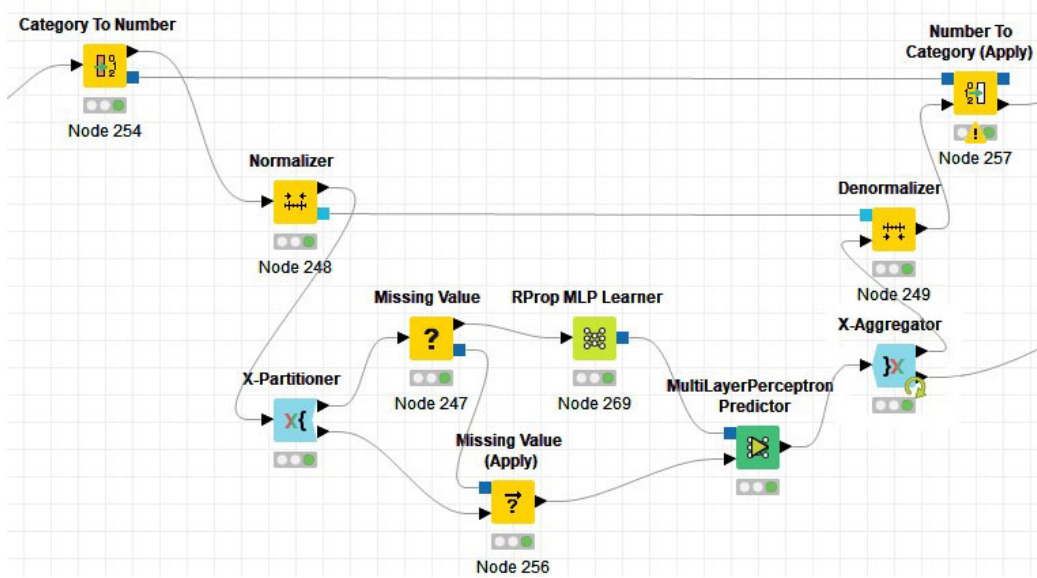 Category To Number
Node 254
Number To
Category (Apply)
Node 257
Normalizer
Node 248
Denormalizer
Node 249
Missing Value
Node 247
RProp MLP Learner
Node 269
X-Aggregator
X-Partitioner
MultiLayerPerceptron
Predictor
Missing Value
(Apply)
Node 256